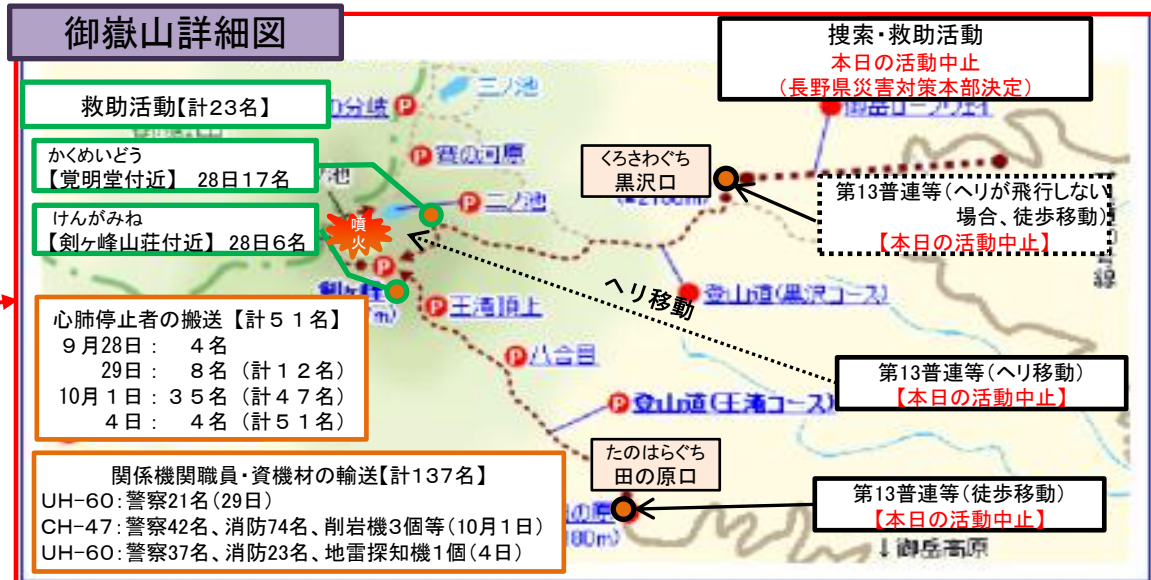 御嶽山詳細図
捜索・救助活動
本日の活動中止
(長野県災害対策本部決定)
救助活動【計23名】
かくめいどう
【覚明堂付近】 28日17名
けんがみね
【剣ヶ峰山荘付近】 28日6名
噴火
三ノ池
の分岐
賽の河原
二ノ池
王滝頂上
八合目
登山道(王滝コース)
登山道(黒沢コース)
御岳ロープウェイ
くろさわぐち
黒沢口
第13普連等(ヘリが飛行しない
場合、徒歩移動)
【本日の活動中止】
ヘリ移動
第13普連等(ヘリ移動)
【本日の活動中止】
心肺停止者の搬送【計51名】
9月28日: 4名
29日: 8名(計12名)
10月1日:35名(計47名)
4日: 4名(計51名)
たのはらぐち
田の原口
第13普連等(徒歩移動)
【本日の活動中止】
↓御岳高原
関係機関職員・資機材の輸送【計137名】
UH-60:警察21名(29日)
CH-47:警察42名、消防74名、削岩機3個等(10月1日)
UH-60:警察37名、消防23名、地雷探知機1個(4日)